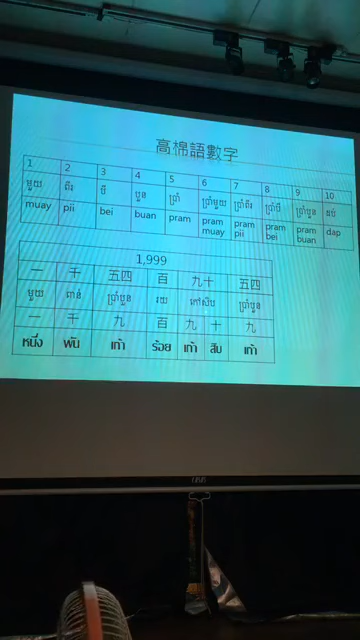 高棉語數字
1 2 3 4 5 6 7 8 9 10
មួយ ពីរ បី បួន ប្រាំ ប្រាំមួយ ប្រាំពីរ ប្រាំបី ប្រាំបួន ដប់
muay pii bei buan pram pram muay pram pii pram bei pram buan dap
1,999
一 千 五四 百 九十 五四
មួយ ពាន់ ប្រាំបួន រយ កៅសិប ប្រាំបួន
一 千 九 百 九 十 九
หนึ่ง พัน เก้า ร้อย เก้า สิบ เก้า